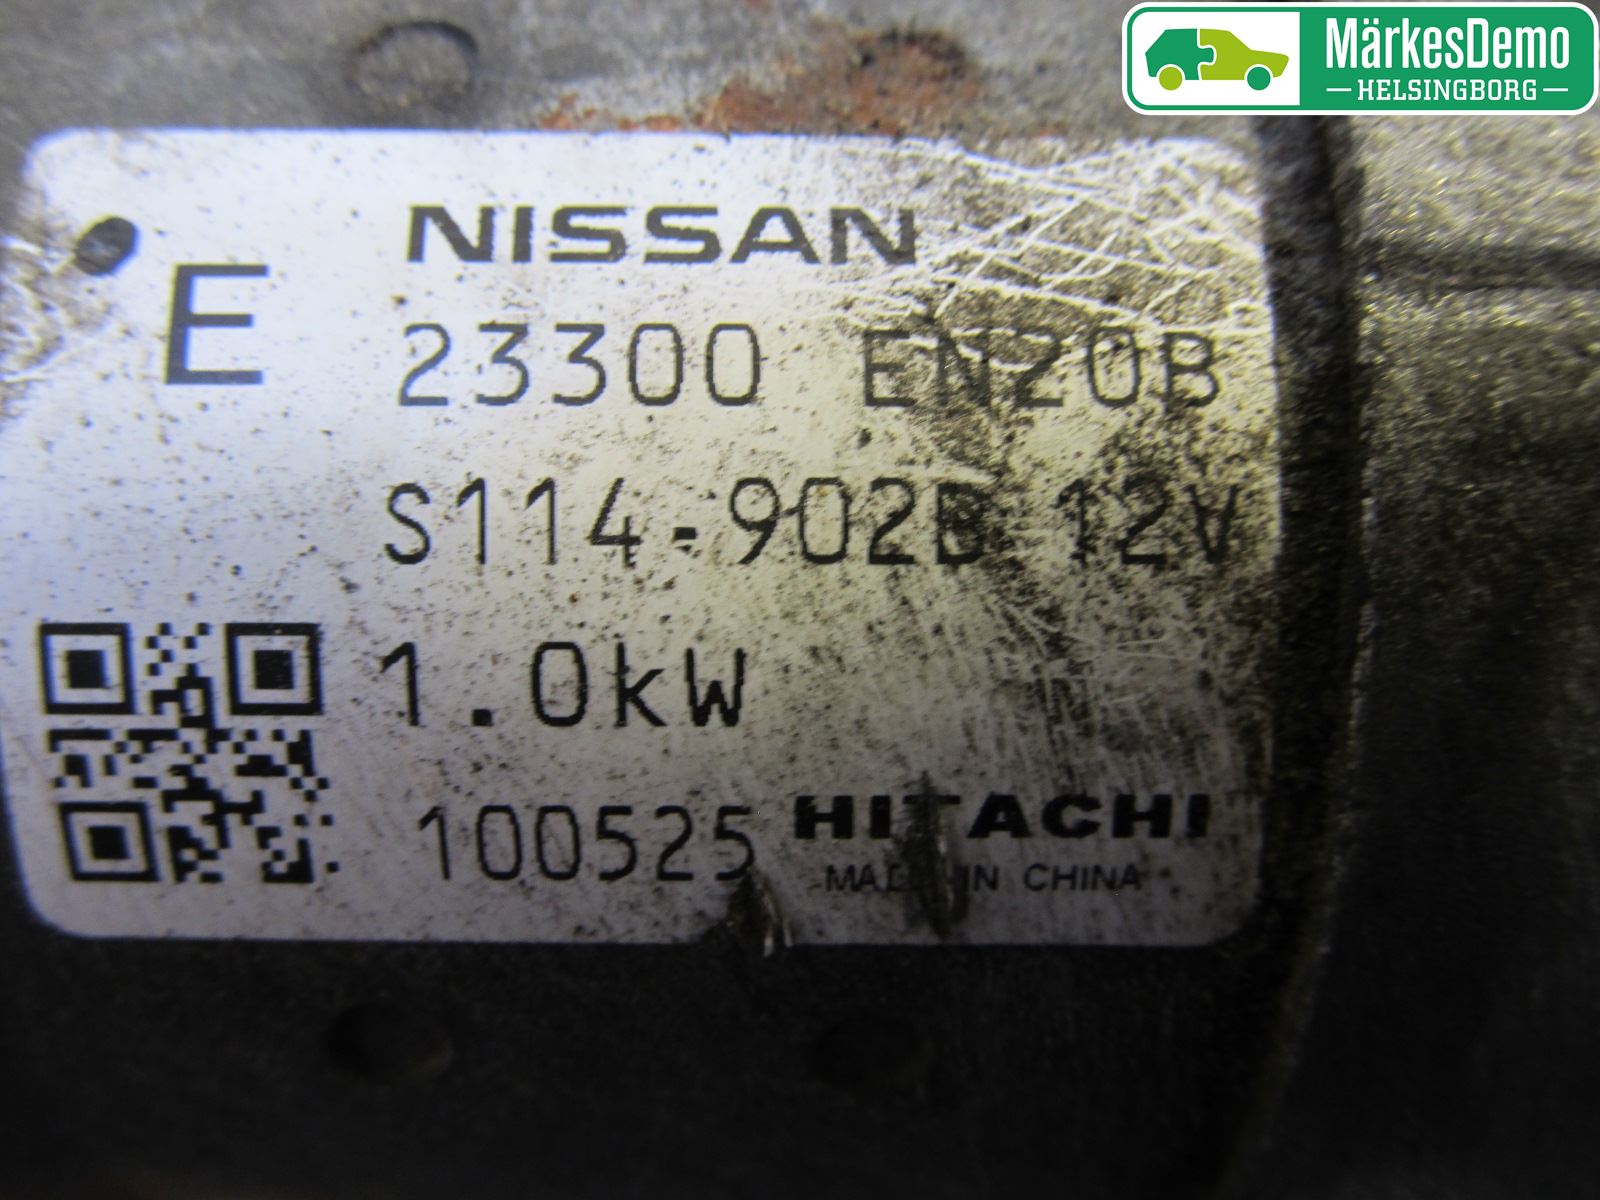 MärkesDemo
HELSINGBORG
NISSAN
E
23300 EN20B
S114-902B 12V
1.0kW
100525 HITACHI
MADE IN CHINA